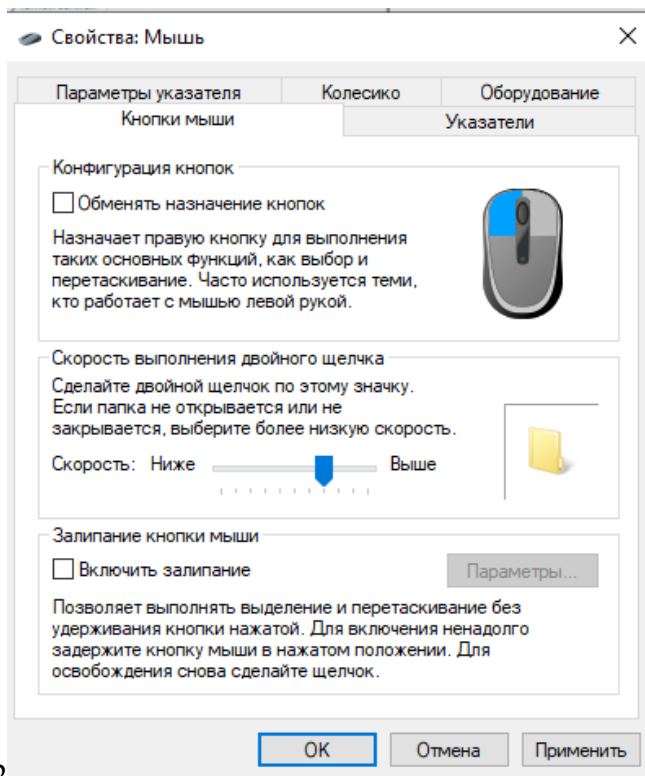 Свойства: Мышь
Параметры указателя
Колесико
Оборудование
Кнопки мыши
Указатели
Конфигурация кнопок
Обменять назначение кнопок
Назначает правую кнопку для выполнения
таких основных функций, как выбор и
перетаскивание. Часто используется теми,
кто работает с мышью левой рукой.
Скорость выполнения двойного щелчка
Сделайте двойной щелчок по этому значку.
Если папка не открывается или не
закрывается, выберите более низкую скорость.
Скорость: Ниже Выше
Залипание кнопки мыши
Включить залипание
Параметры...
Позволяет выполнять выделение и перетаскивание без
удерживания кнопки нажатой. Для включения ненадолго
задержите кнопку мыши в нажатом положении. Для
освобождения снова сделайте щелчок.
OK
Отмена
Применить